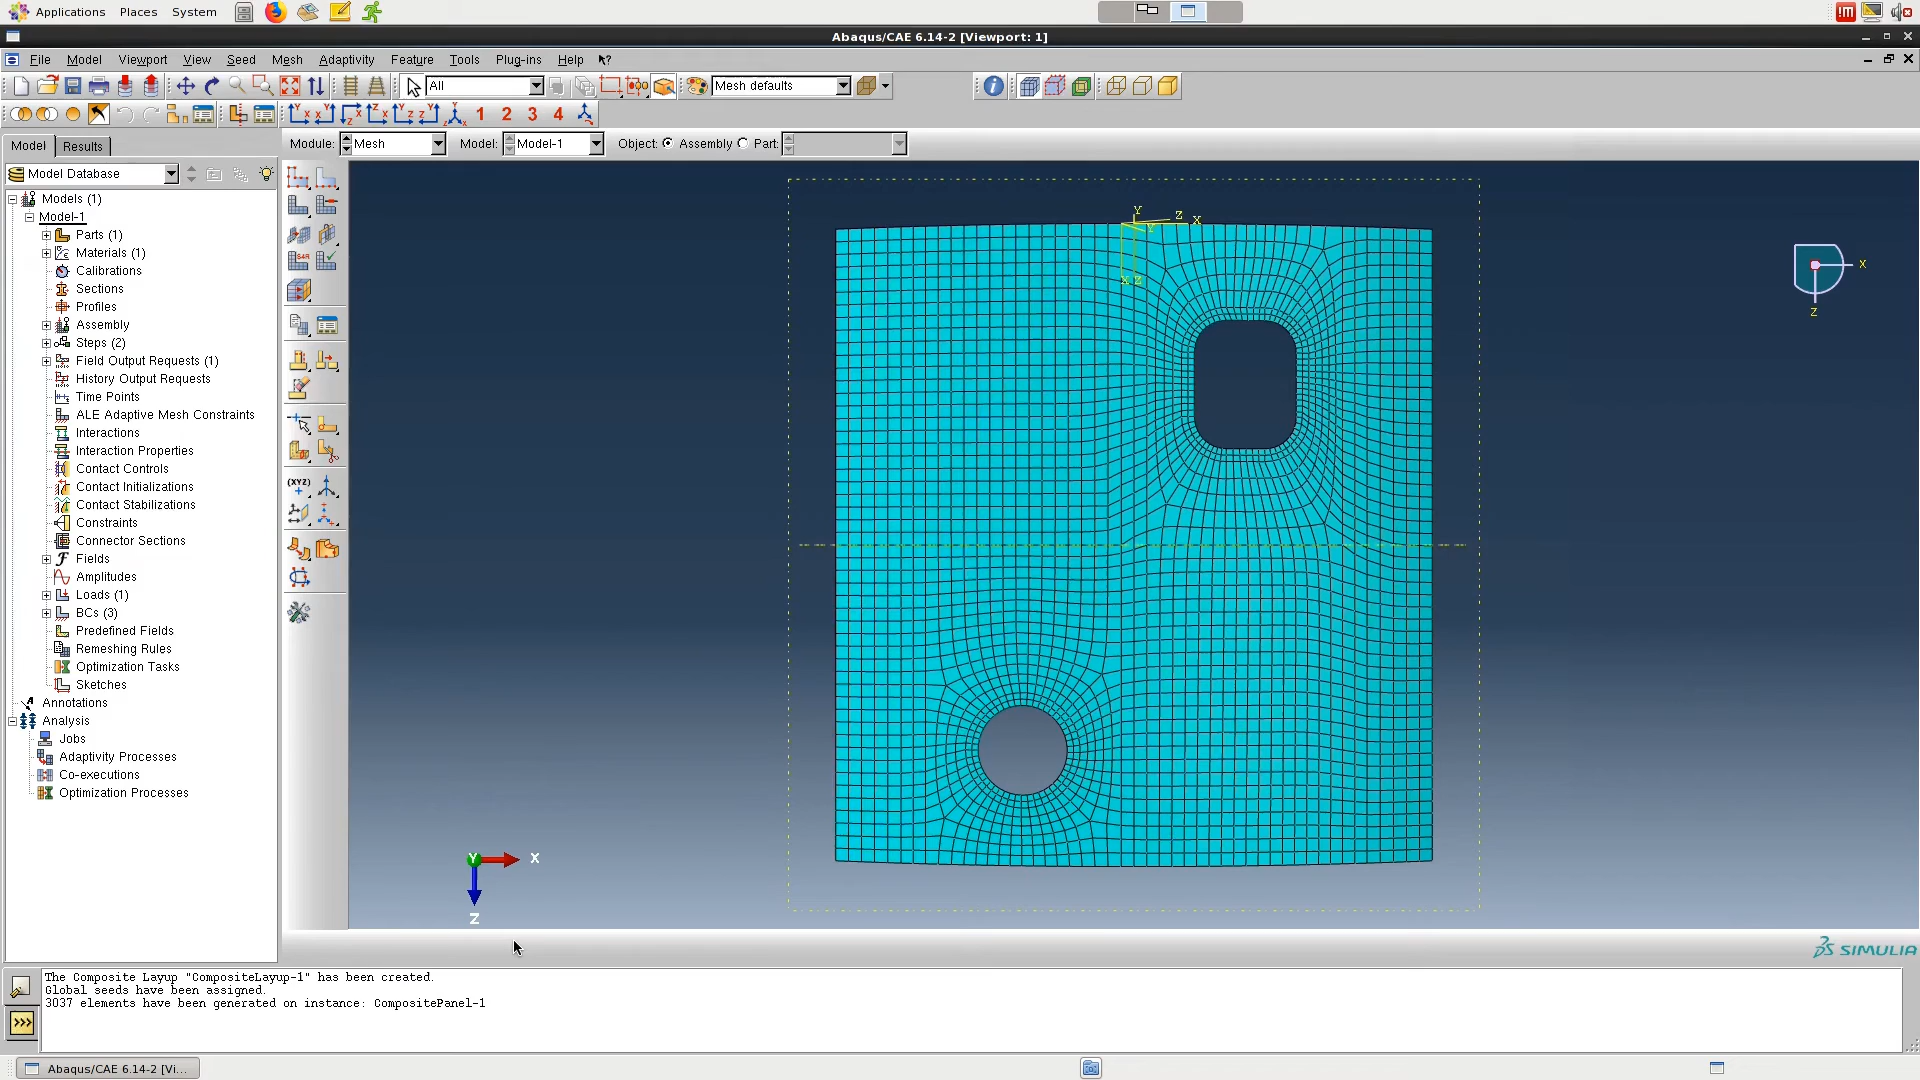 Applications Places System
Abaqus/CAE 6.14-2 [Viewport: 1]
File Model Viewport View Seed Mesh Adaptivity Feature Tools Plug-ins Help
All Mesh defaults
1 2 3 4
Model Results Module: Mesh Model: Model-1 Object: Assembly Part:
Model Database
Models (1)
Model-1
Parts (1)
Materials (1)
Calibrations
Sections
Profiles
Assembly
Steps (2)
Field Output Requests (1)
History Output Requests
Time Points
ALE Adaptive Mesh Constraints
Interactions
Interaction Properties
Contact Controls
Contact Initializations
Contact Stabilizations
Constraints
Connector Sections
Fields
Amplitudes
Loads (1)
BCs (3)
Predefined Fields
Remeshing Rules
Optimization Tasks
Sketches
Annotations
Analysis
Jobs
Adaptivity Processes
Co-executions
Optimization Processes
(XYZ)
Y Z X
Y
X Z
X
Z
Y X
Z
SIMULIA
The Composite Layup "CompositeLayup-1" has been created.
Global seeds have been assigned.
3037 elements have been generated on instance: CompositePanel-1
>>>
Abaqus/CAE 6.14-2 [Vi...